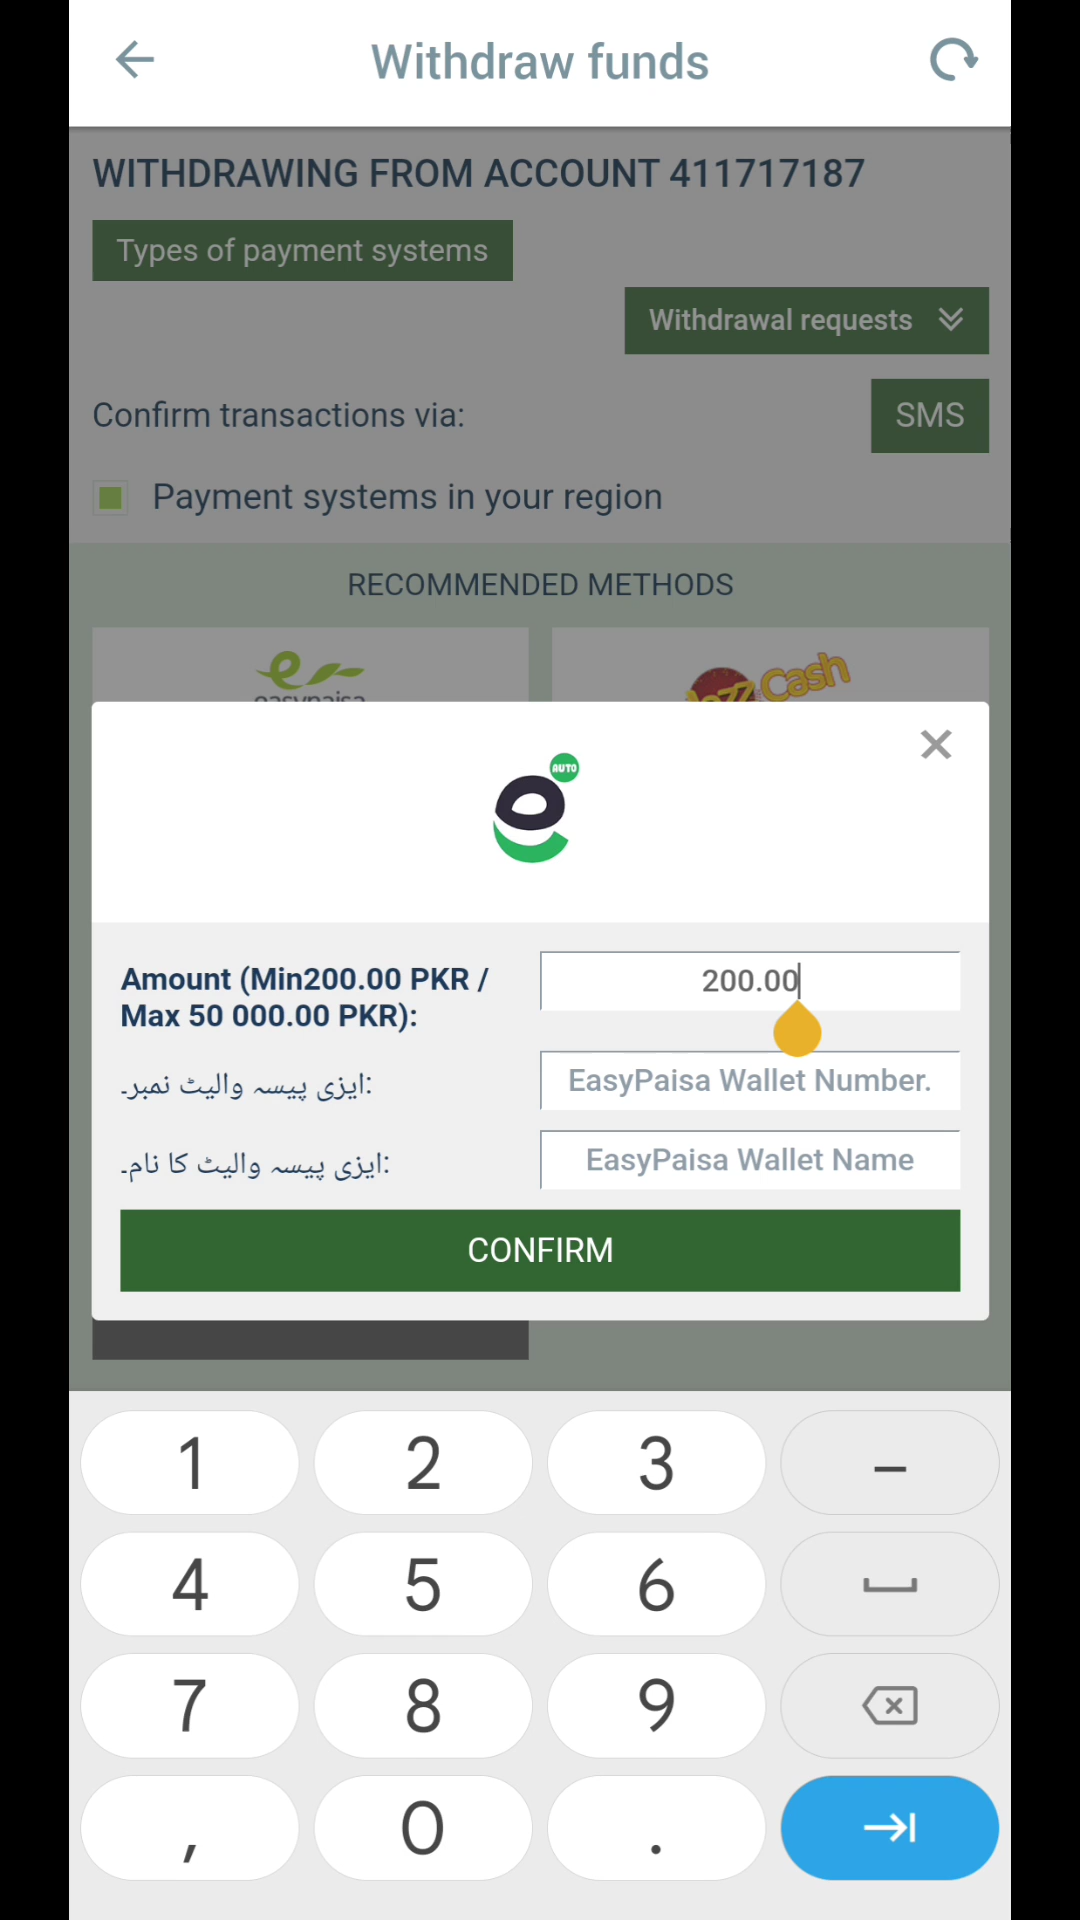 Withdraw funds
WITHDRAWING FROM ACCOUNT 411717187
Types of payment systems
Withdrawal requests
Confirm transactions via:
SMS
Payment systems in your region
RECOMMENDED METHODS
easypaisa
JazzCash
AUTO
Amount (Min200.00 PKR /
Max 50 000.00 PKR):
200.00
ایزی پیسہ والیٹ نمبر۔:
EasyPaisa Wallet Number.
ایزی پیسہ والیٹ کا نام۔:
EasyPaisa Wallet Name
CONFIRM
1 2 3 –
4 5 6
7 8 9
, 0 .